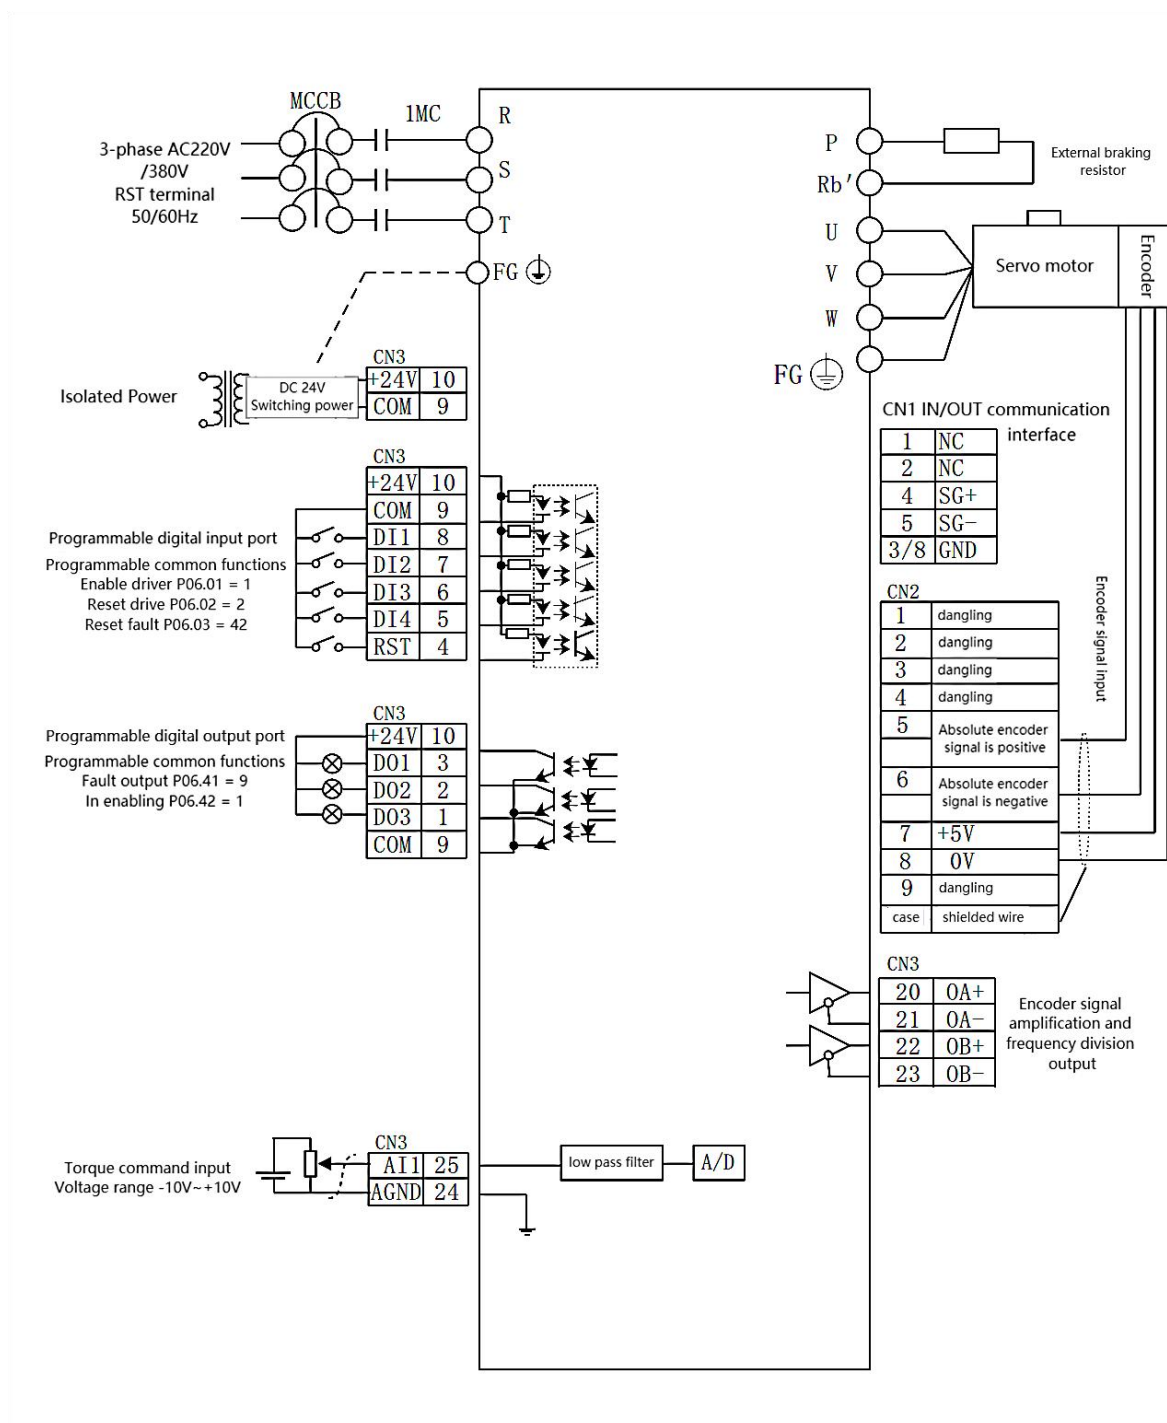 MCCB
1MC
3-phase AC220V
/380V
RST terminal
50/60Hz
R
S
T
FG
P
Rb'
External braking
resistor
U
V
W
FG
Servo motor
Encoder
Isolated Power
DC 24V
Switching power
CN3
+24V 10
COM 9
CN3
+24V 10
COM 9
DI1 8
DI2 7
DI3 6
DI4 5
RST 4
Programmable digital input port
Programmable common functions
Enable driver P06.01 = 1
Reset drive P06.02 = 2
Reset fault P06.03 = 42
CN3
+24V 10
DO1 3
DO2 2
DO3 1
COM 9
Programmable digital output port
Programmable common functions
Fault output P06.41 = 9
In enabling P06.42 = 1
CN1 IN/OUT communication
interface
1 NC
2 NC
4 SG+
5 SG-
3/8 GND
CN2
1 dangling
2 dangling
3 dangling
4 dangling
5 Absolute encoder
signal is positive
6 Absolute encoder
signal is negative
7 +5V
8 0V
9 dangling
case shielded wire
Encoder signal input
CN3
20 OA+
21 OA-
22 OB+
23 OB-
Encoder signal
amplification and
frequency division
output
CN3
AI1 25
AGND 24
Torque command input
Voltage range -10V~+10V
low pass filter
A/D